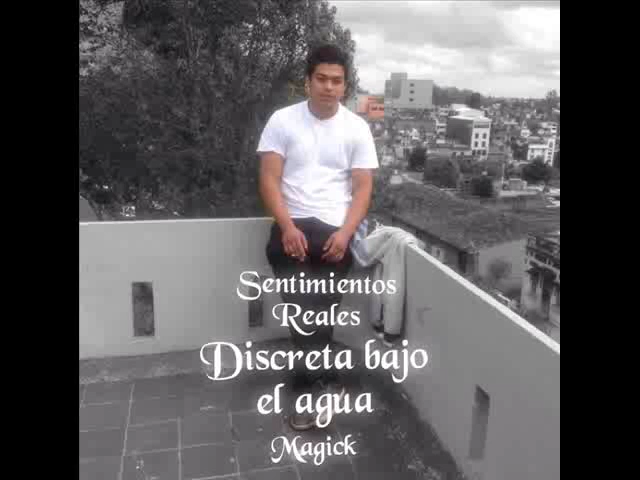 Sentimientos
Reales
Discreta bajo
el agua
Magick